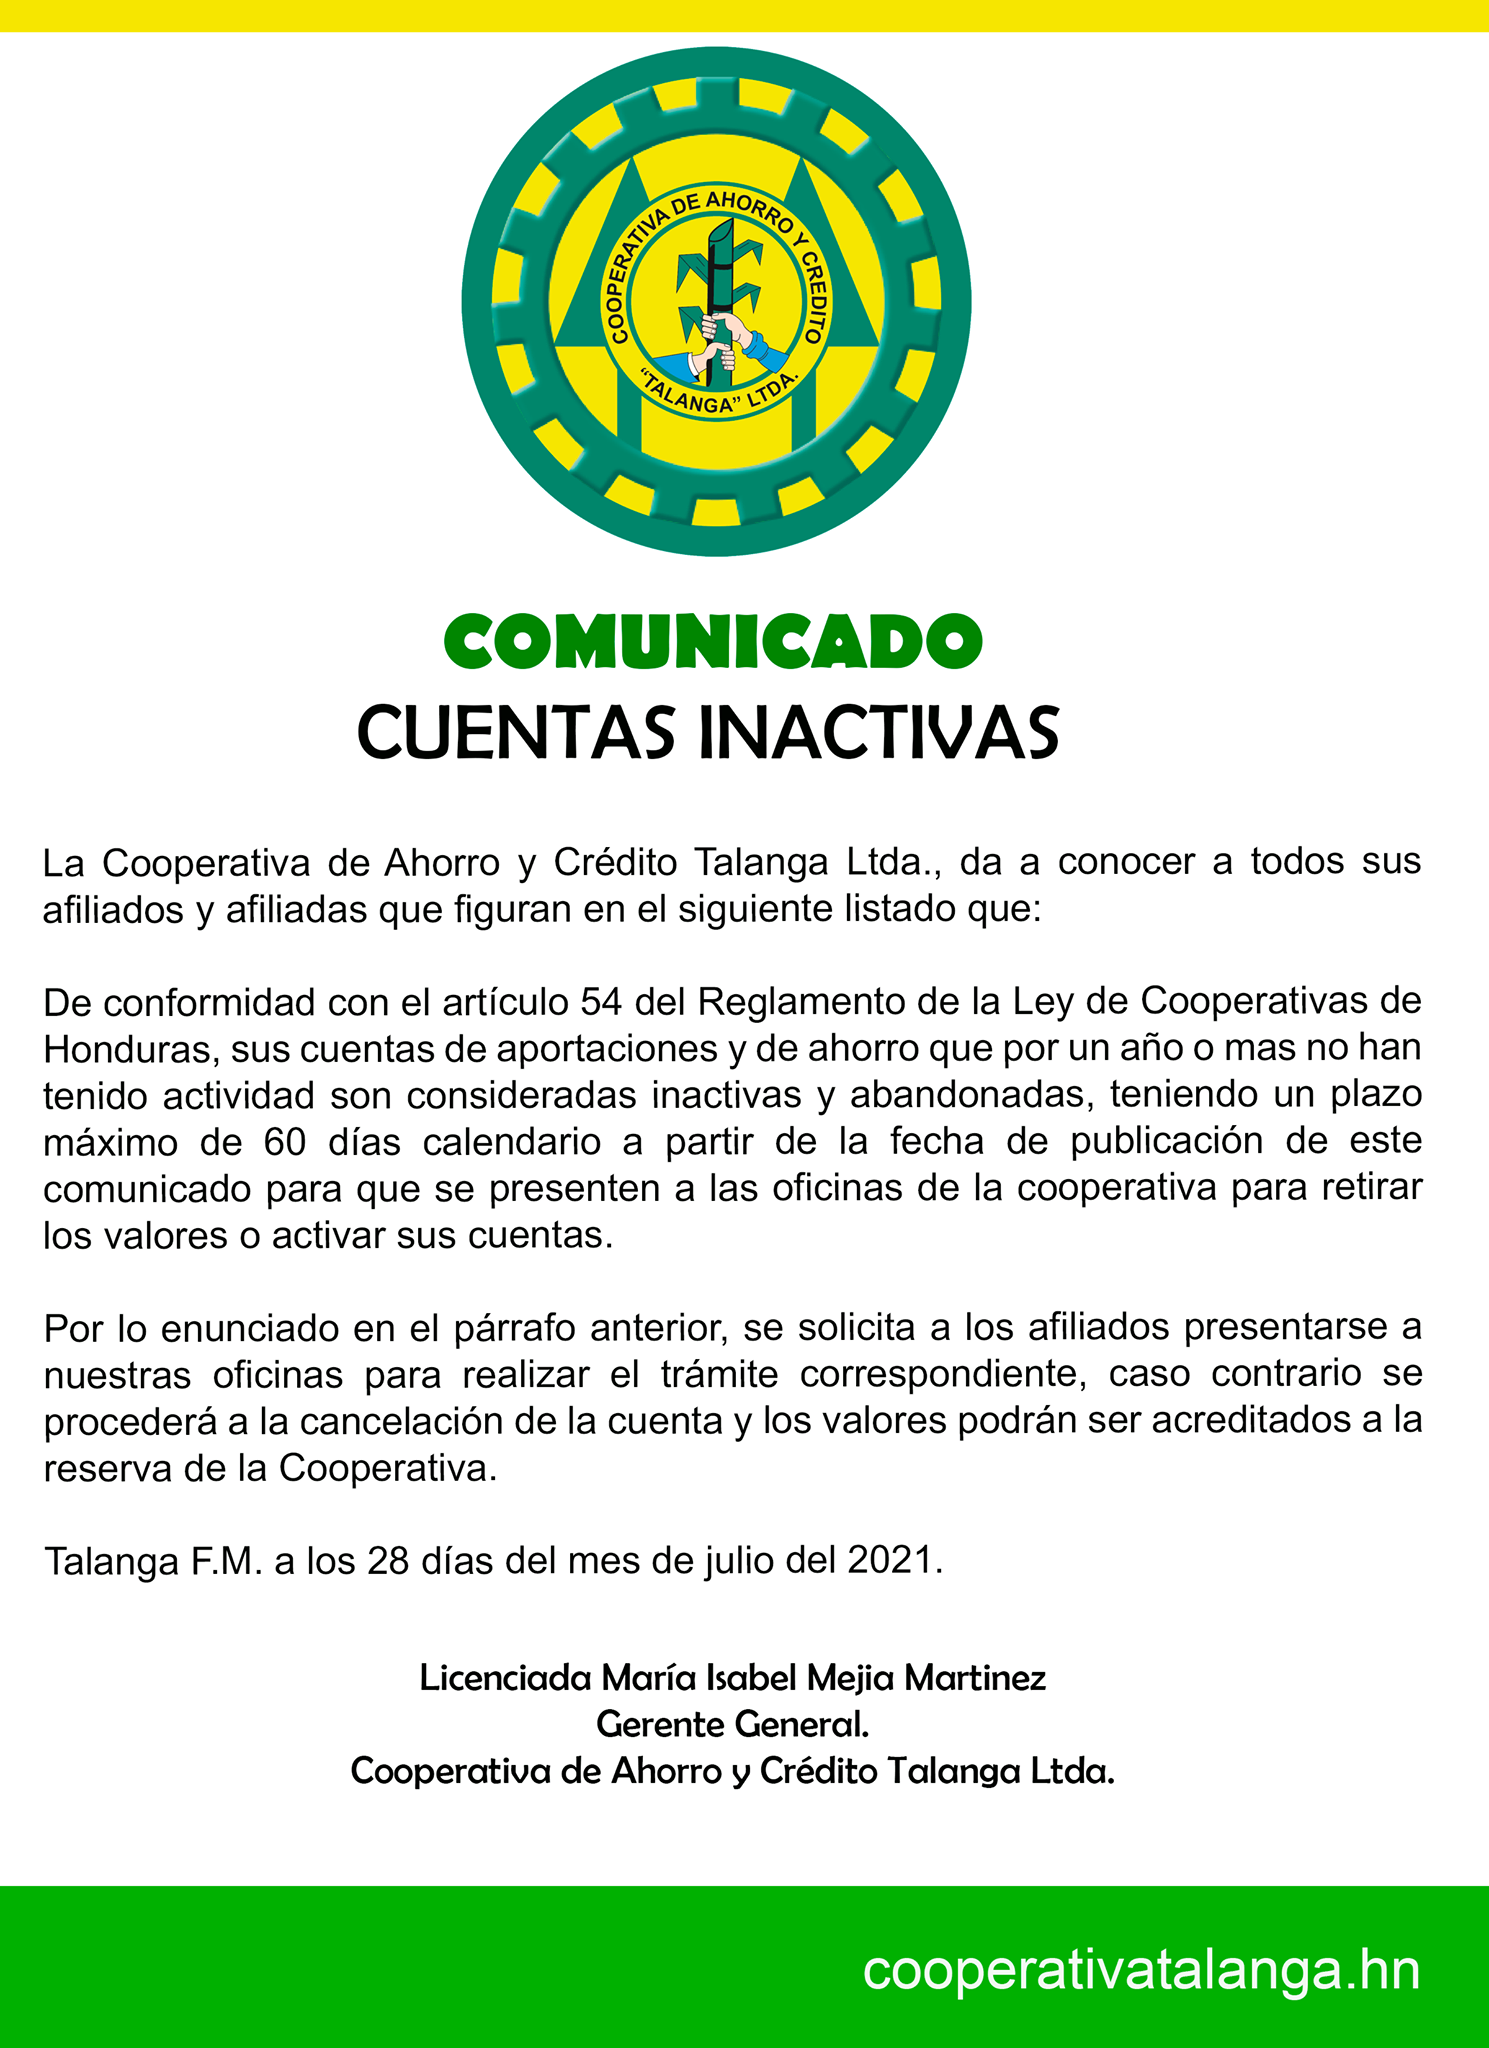 COOPERATIVA DE AHORRO Y CREDITO
“TALANGA” LTDA.
COMUNICADO
CUENTAS INACTIVAS
La Cooperativa de Ahorro y Crédito Talanga Ltda., da a conocer a todos sus
afiliados y afiliadas que figuran en el siguiente listado que:
De conformidad con el artículo 54 del Reglamento de la Ley de Cooperativas de
Honduras, sus cuentas de aportaciones y de ahorro que por un año o mas no han
tenido actividad son consideradas inactivas y abandonadas, teniendo un plazo
máximo de 60 días calendario a partir de la fecha de publicación de este
comunicado para que se presenten a las oficinas de la cooperativa para retirar
los valores o activar sus cuentas.
Por lo enunciado en el párrafo anterior, se solicita a los afiliados presentarse a
nuestras oficinas para realizar el trámite correspondiente, caso contrario se
procederá a la cancelación de la cuenta y los valores podrán ser acreditados a la
reserva de la Cooperativa.
Talanga F.M. a los 28 días del mes de julio del 2021.
Licenciada María Isabel Mejia Martinez
Gerente General.
Cooperativa de Ahorro y Crédito Talanga Ltda.
cooperativatalanga.hn